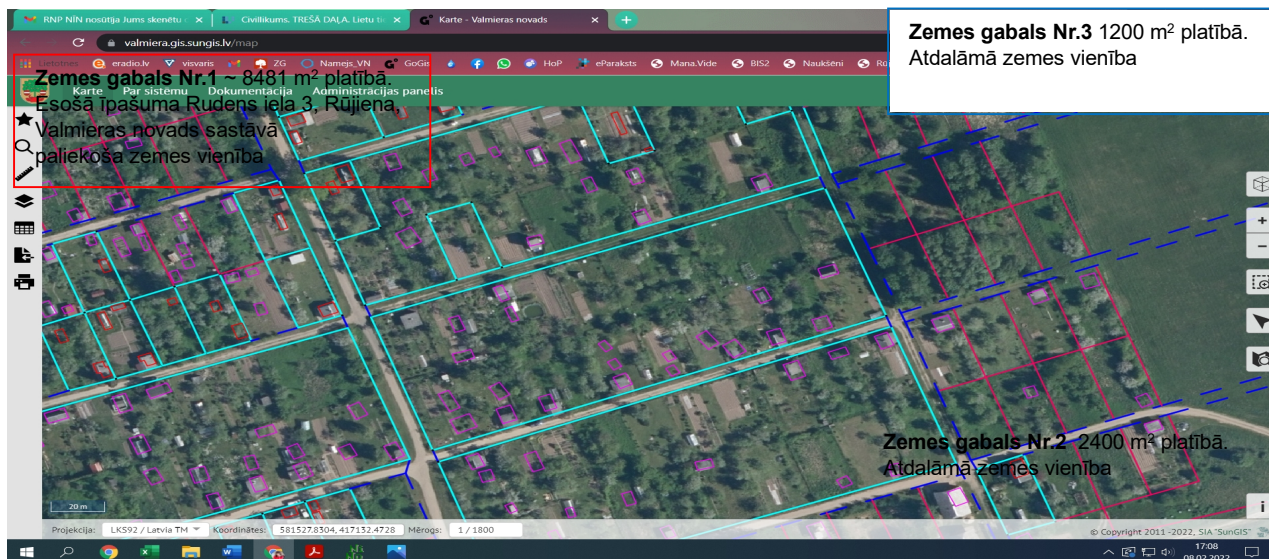 RNP NĪN nosūtīja Jums skenētu
Civillikums. TREŠĀ DAĻA. Lietu ti
Karte - Valmieras novads
valmiera.gis.sungis.lv/map
Lietotnes
eradio.lv
visvaris
ZG
Namejs_VN
GoGis
HoP
eParaksts
Mana.Vide
BIS2
Naukšēni
Karte
Par sistēmu
Dokumentācija
Administrācijas panelis
Zemes gabals Nr.1 ~ 8481 m² platībā.
Esošā īpašuma Rudens iela 3, Rūjiena,
Valmieras novads sastāvā
paliekoša zemes vienība
Zemes gabals Nr.3 1200 m² platībā.
Atdalāmā zemes vienība
Zemes gabals Nr.2 2400 m² platībā.
Atdalāmā zemes vienība
20 m
Projekcija: LKS92 / Latvia TM Koordinātes: 581527.8304, 417132.4728 Mērogs: 1 / 1800
© Copyright 2011 -2022, SIA "SunGIS"
17:08
08.02.2022